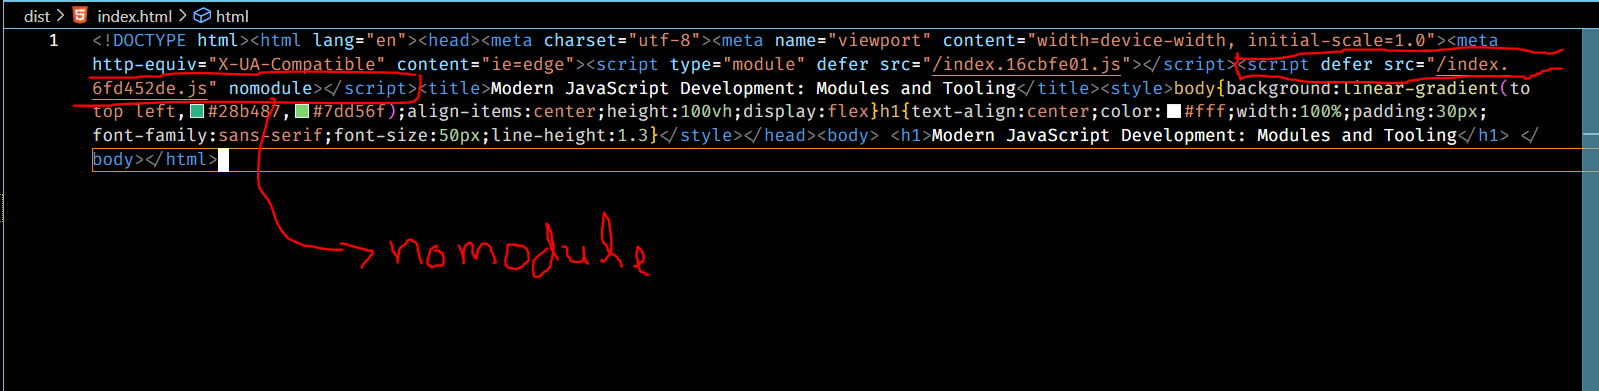 dist > index.html > html
1 <!DOCTYPE html><html lang="en"><head><meta charset="utf-8"><meta name="viewport" content="width=device-width, initial-scale=1.0"><meta
http-equiv="X-UA-Compatible" content="ie=edge"><script type="module" defer src="/index.16cbfe01.js"></script><script defer src="/index.
6fd452de.js" nomodule></script><title>Modern JavaScript Development: Modules and Tooling</title><style>body{background:linear-gradient(to
top left,#28b487,#7dd56f);align-items:center;height:100vh;display:flex}h1{text-align:center;color:#fff;width:100%;padding:30px;
font-family:sans-serif;font-size:50px;line-height:1.3}</style></head><body> <h1>Modern JavaScript Development: Modules and Tooling</h1> </
body></html>
nomodule